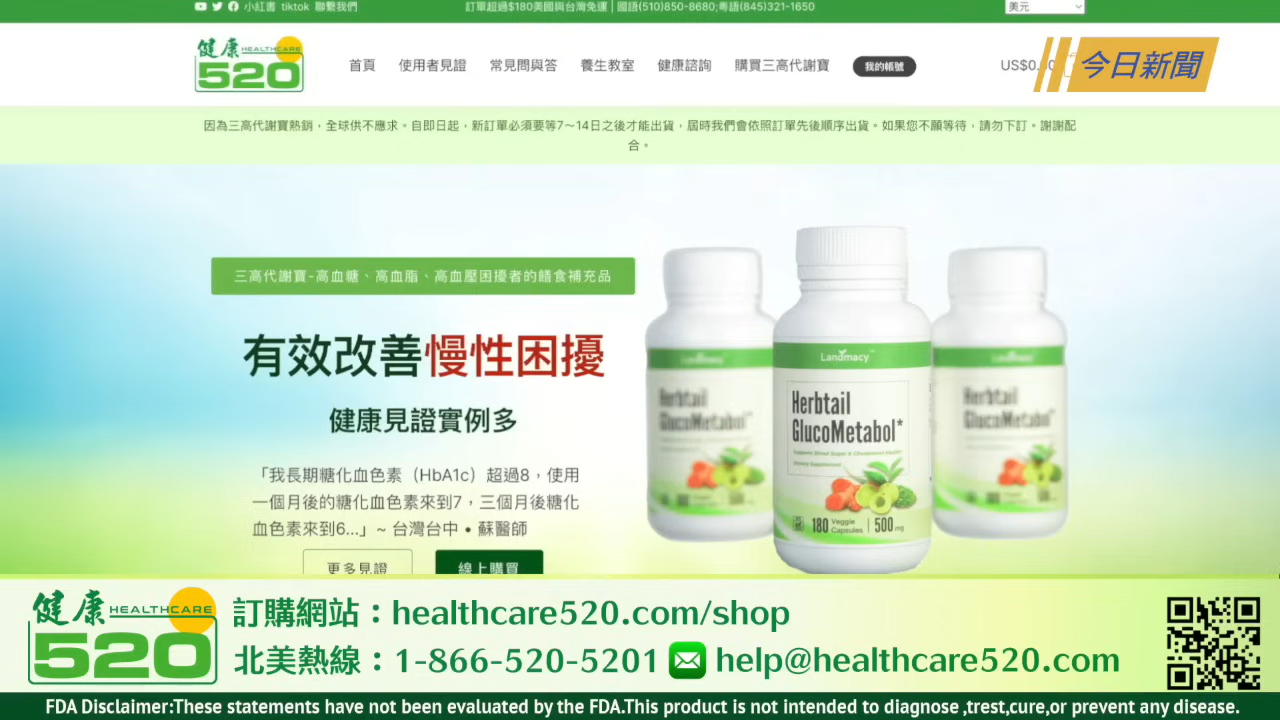 小紅書 tiktok 聯繫我們
訂單超過$180美國與台灣免運 | 國語(510)850-8680;粵語(845)321-1650
美元
健康 HEALTHCARE
520
首頁 使用者見證 常見問與答 養生教室 健康諮詢 購買三高代謝寶 我的帳號
US$0.
今日新聞
因為三高代謝寶熱銷，全球供不應求。自即日起，新訂單必須要等7～14日之後才能出貨，屆時我們會依照訂單先後順序出貨。如果您不願等待，請勿下訂。謝謝配
合。
三高代謝寶-高血糖、高血脂、高血壓困擾者的膳食補充品
有效改善慢性困擾
健康見證實例多
「我長期糖化血色素（HbA1c）超過8，使用
一個月後的糖化血色素來到7，三個月後糖化
血色素來到6...」~ 台灣台中 • 蘇醫師
更多見證 線上購買
Landmacy
Herbtail
GlucoMetabol*
Supports Blood Sugar & Cholesterol Health*
Dietary Supplement
180 Veggie Capsules | 500 mg
Herbtail
GlucoMetabol
Herbtail
GlucoMetabol
健康 HEALTHCARE
520
訂購網站：healthcare520.com/shop
北美熱線：1-866-520-5201 help@healthcare520.com
FDA Disclaimer:These statements have not been evaluated by the FDA.This product is not intended to diagnose ,trest,cure,or prevent any disease.